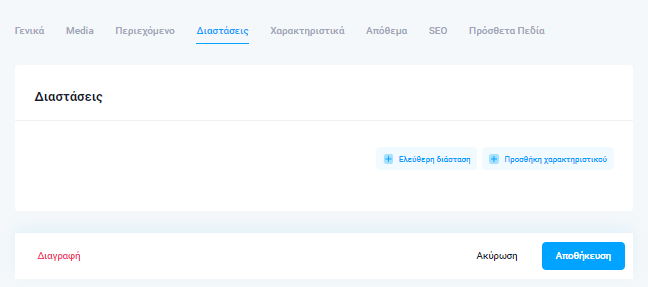 Γενικά Media Περιεχόμενο Διαστάσεις Χαρακτηριστικά Απόθεμα SEO Πρόσθετα Πεδία
Διαστάσεις
Ελεύθερη διάσταση Προσθήκη χαρακτηριστικού
Διαγραφή Ακύρωση Αποθήκευση